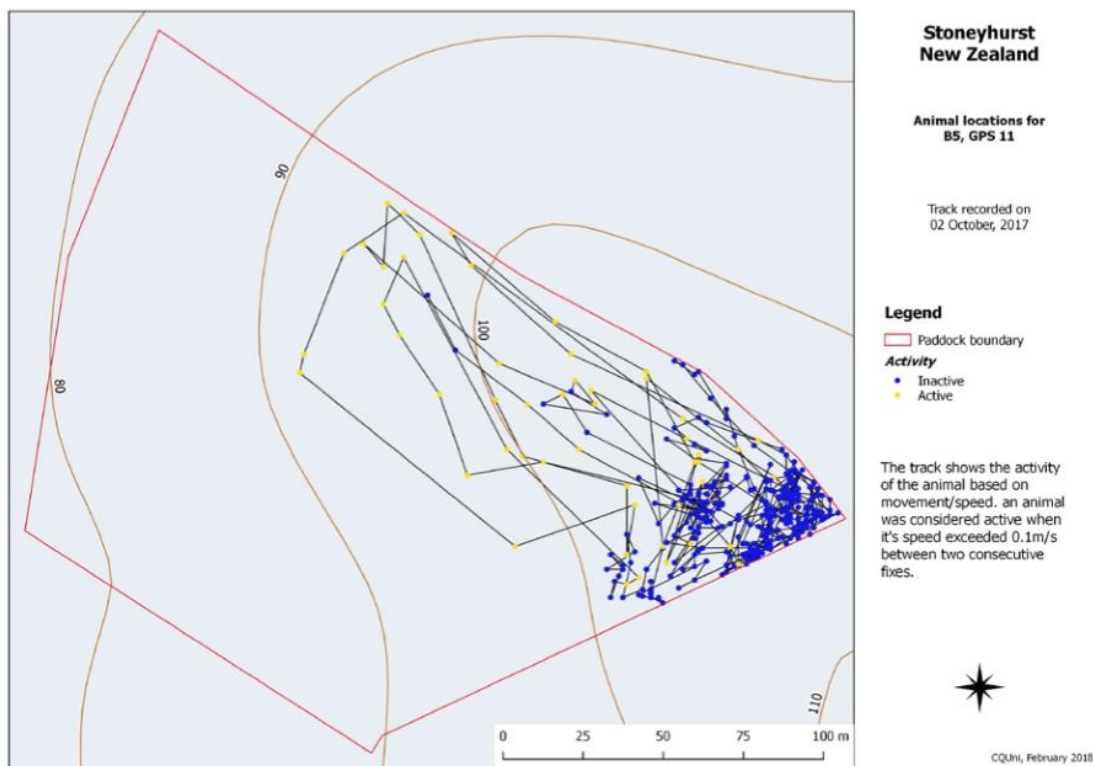 Stoneyhurst
New Zealand
Animal locations for
B5, GPS 11
Track recorded on
02 October, 2017
Legend
Paddock boundary
Activity
Inactive
Active
The track shows the activity
of the animal based on
movement/speed. an animal
was considered active when
it's speed exceeded 0.1m/s
between two consecutive
fixes.
90
100
80
110
0 25 50 75 100 m
CQUni, February 2018